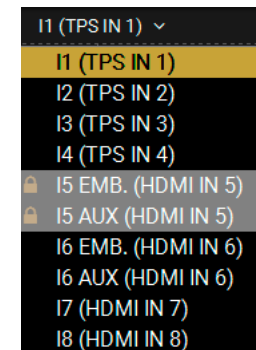 I1 (TPS IN 1)
I1 (TPS IN 1)
I2 (TPS IN 2)
I3 (TPS IN 3)
I4 (TPS IN 4)
I5 EMB. (HDMI IN 5)
I5 AUX (HDMI IN 5)
I6 EMB. (HDMI IN 6)
I6 AUX (HDMI IN 6)
I7 (HDMI IN 7)
I8 (HDMI IN 8)